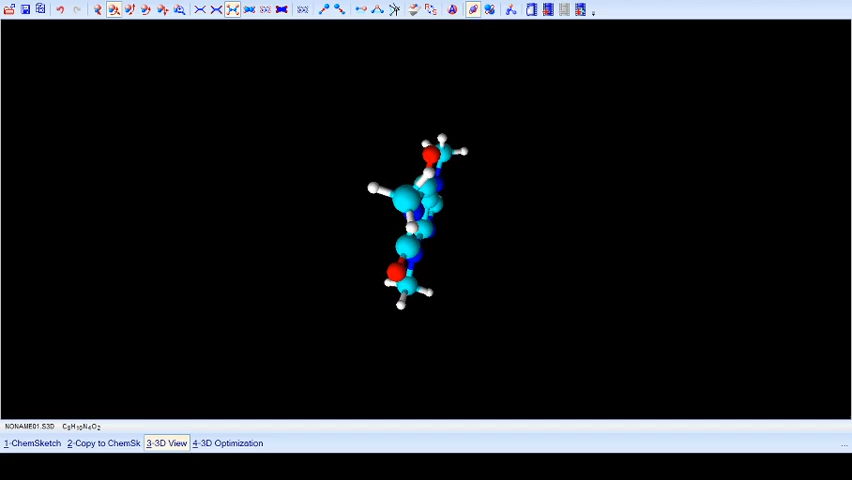 NONAME01.S3D C₈H₁₀N₄O₂
1-ChemSketch 2-Copy to ChemSk 3-3D View 4-3D Optimization ...